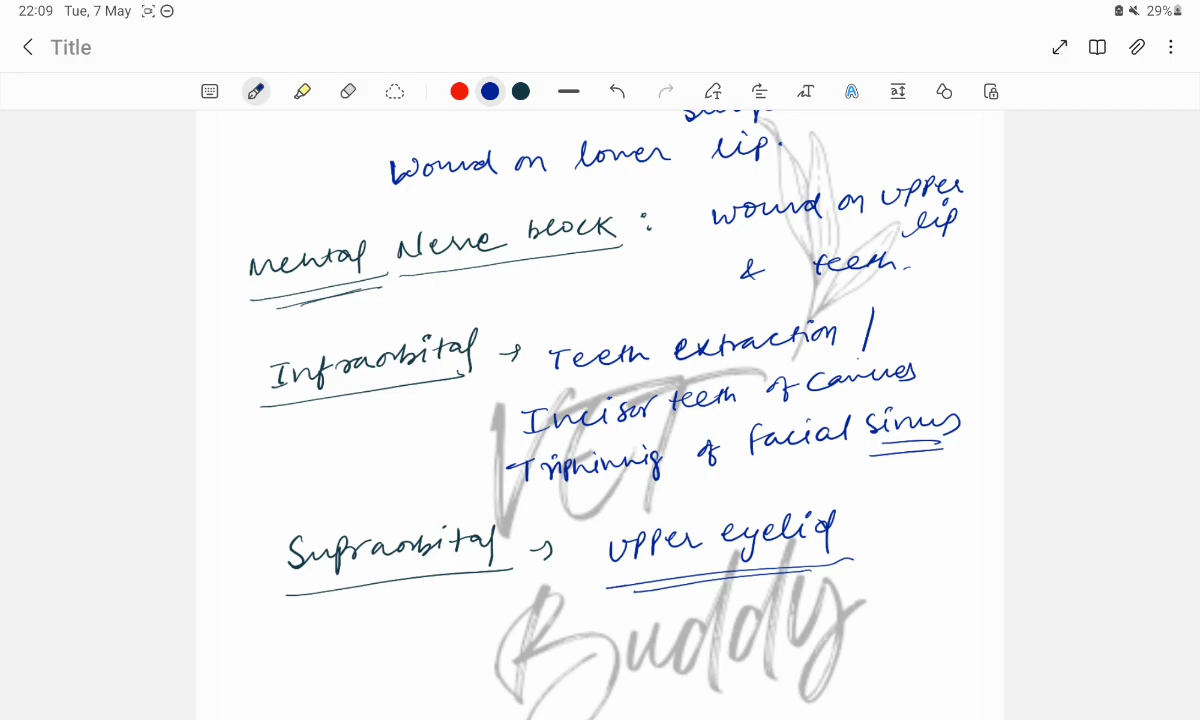 22:09 Tue, 7 May 29%
Title
Wound on lower lip.
Mental Nerve block : wound on upper lip
& teeth.
Infraorbital → Teeth extraction /
Incisor teeth of Canines
Triphinnig of facial sinus
Supraorbital → upper eyelid
VET
Buddy